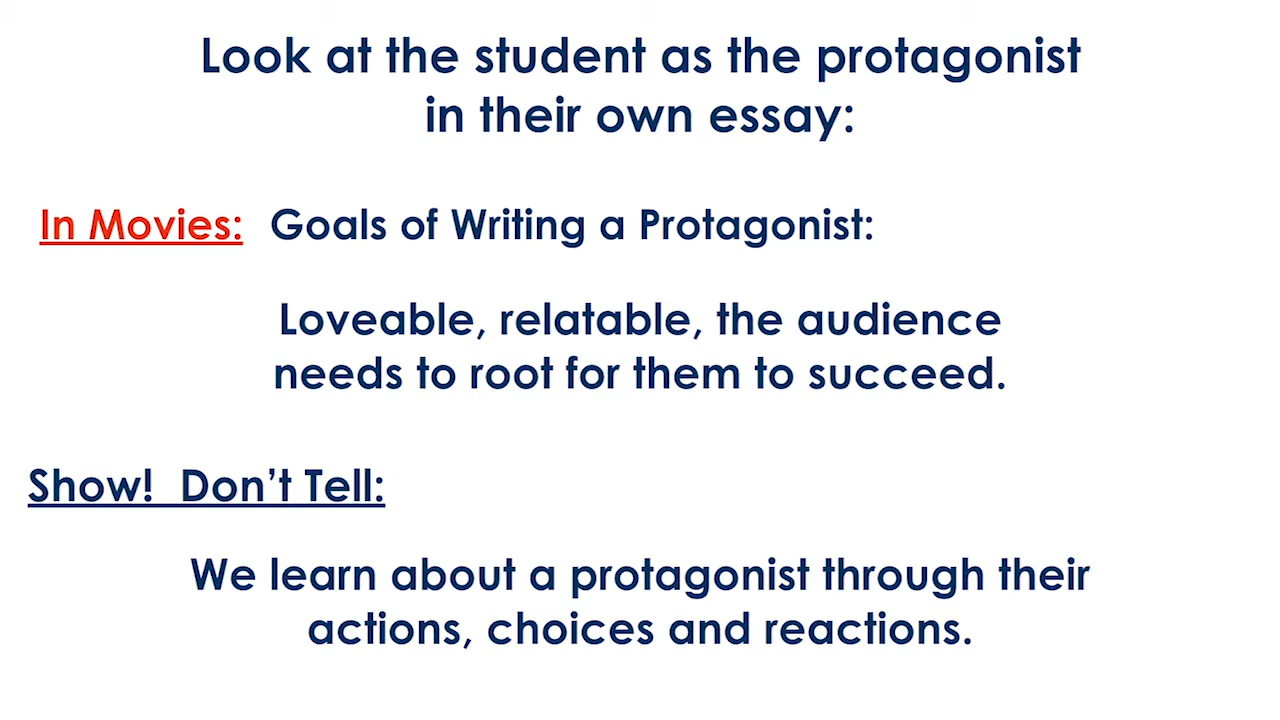 Look at the student as the protagonist
in their own essay:
In Movies: Goals of Writing a Protagonist:
Loveable, relatable, the audience
needs to root for them to succeed.
Show! Don’t Tell:
We learn about a protagonist through their
actions, choices and reactions.